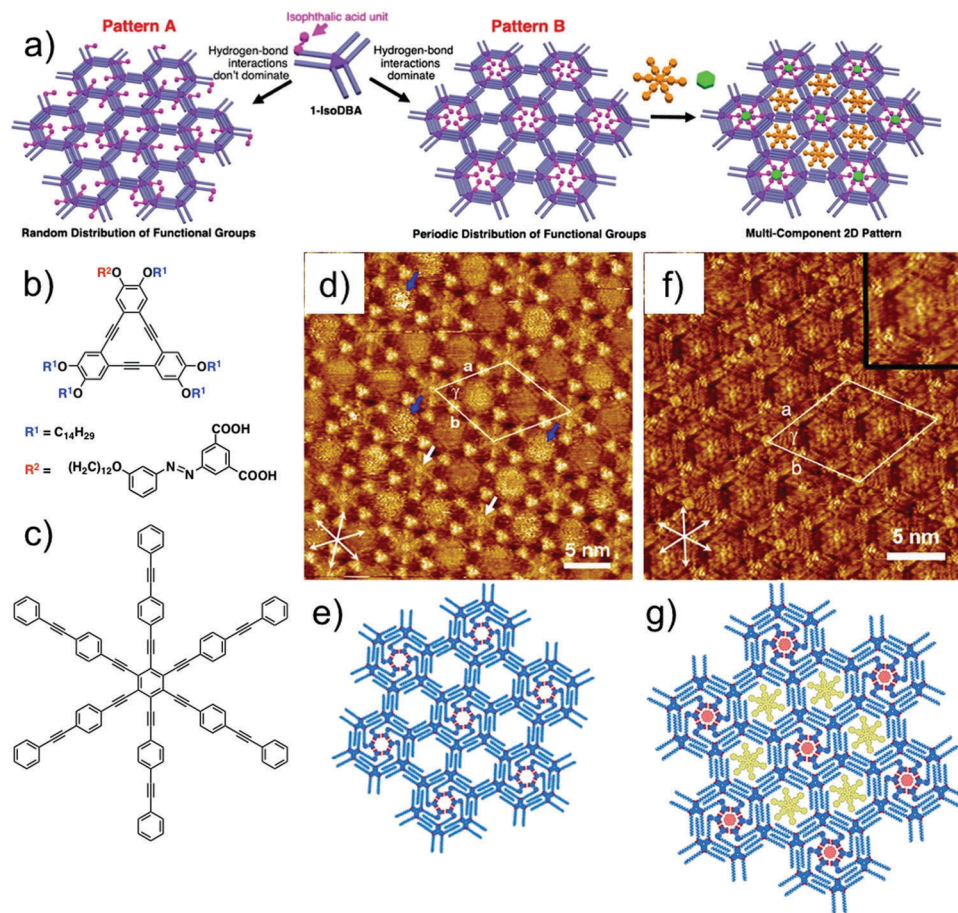 a)
Pattern A
Isophthalic acid unit
Pattern B
Hydrogen-bond
interactions
don't dominate
1-IsoDBA
Hydrogen-bond
interactions
dominate
Random Distribution of Functional Groups
Periodic Distribution of Functional Groups
Multi-Component 2D Pattern
b)
R²O OR¹
R¹O OR¹
R¹O OR¹
R¹ = C₁₄H₂₉
R² = (H₂C)₁₂-O N=N COOH
COOH
c)
d)
a
γ
b
5 nm
f)
a
γ
b
5 nm
e)
g)